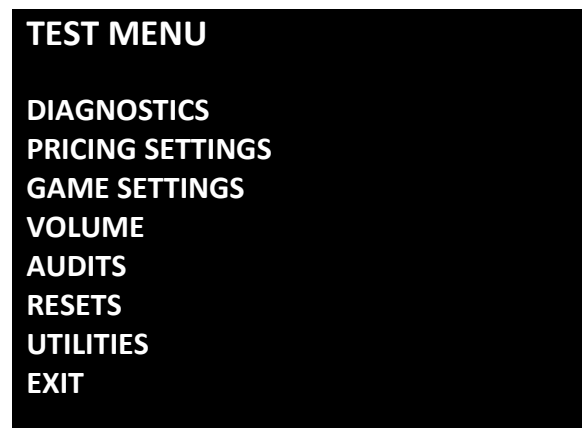 TEST MENU
DIAGNOSTICS
PRICING SETTINGS
GAME SETTINGS
VOLUME
AUDITS
RESETS
UTILITIES
EXIT